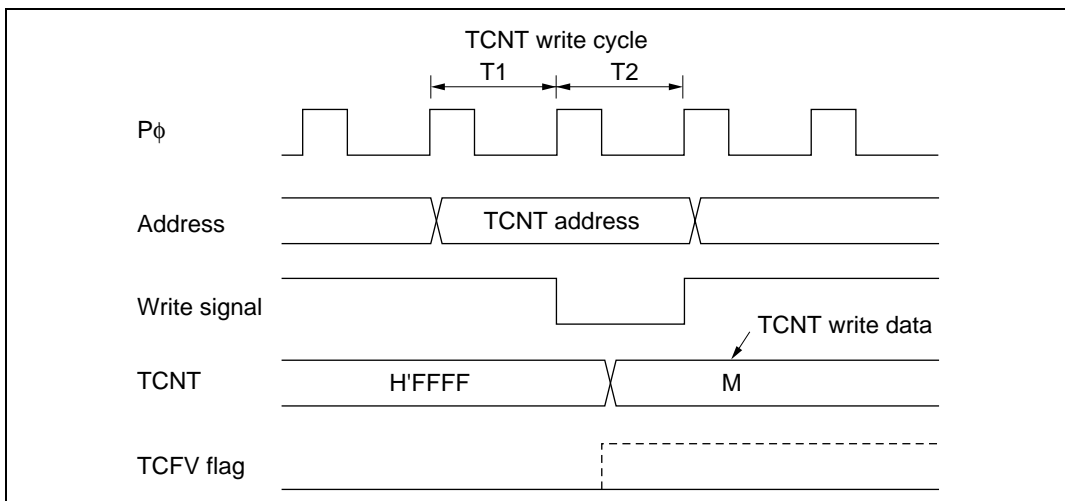 TCNT write cycle
T1 T2
Pϕ
Address TCNT address
Write signal
TCNT write data
TCNT H'FFFF M
TCFV flag